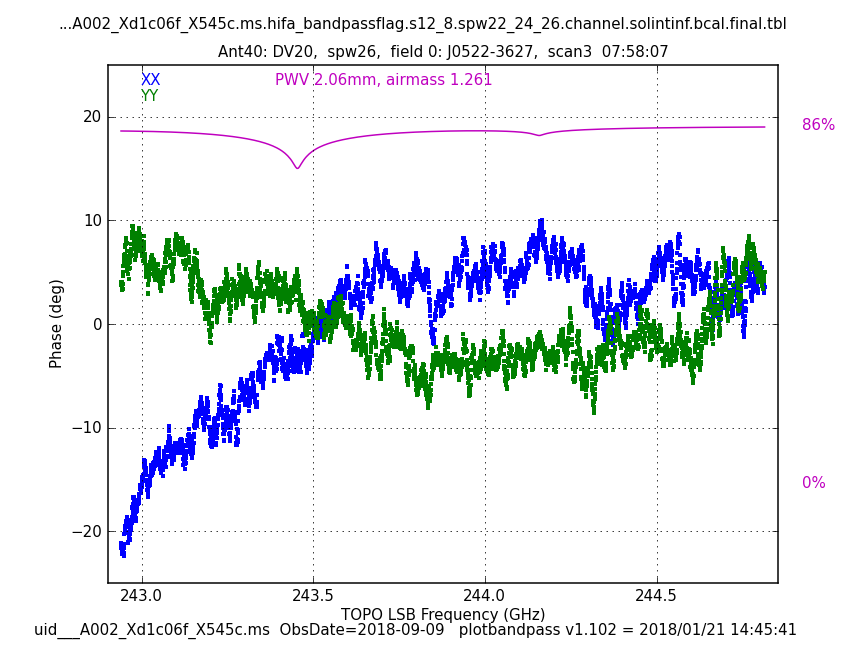 ...A002_Xd1c06f_X545c.ms.hifa_bandpassflag.s12_8.spw22_24_26.channel.solintinf.bcal.final.tbl
Ant40: DV20,  spw26,  field 0: J0522-3627,  scan3  07:58:07
XX
PWV 2.06mm, airmass 1.261
YY
86%
20
10
0
−10
−20
0%
Phase (deg)
243.0 243.5 244.0 244.5
TOPO LSB Frequency (GHz)
uid___A002_Xd1c06f_X545c.ms  ObsDate=2018-09-09   plotbandpass v1.102 = 2018/01/21 14:45:41